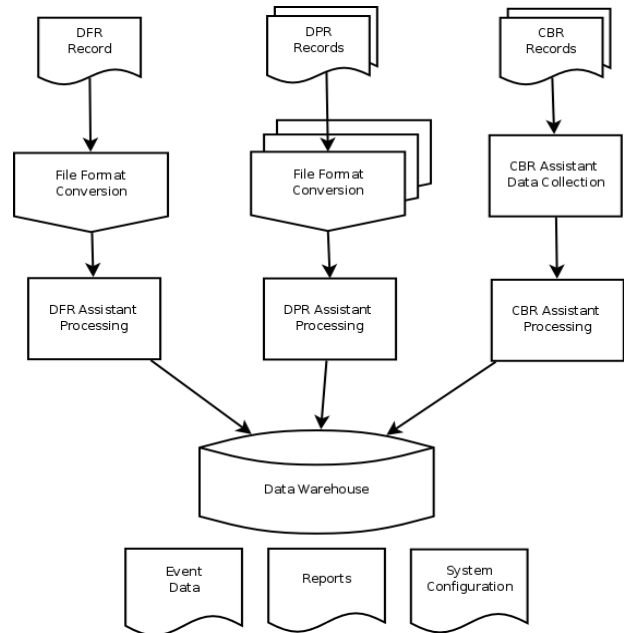 DFR
Record
DPR
Records
CBR
Records
File Format
Conversion
File Format
Conversion
CBR Assistant
Data Collection
DFR Assistant
Processing
DPR Assistant
Processing
CBR Assistant
Processing
Data Warehouse
Event
Data
Reports
System
Configuration